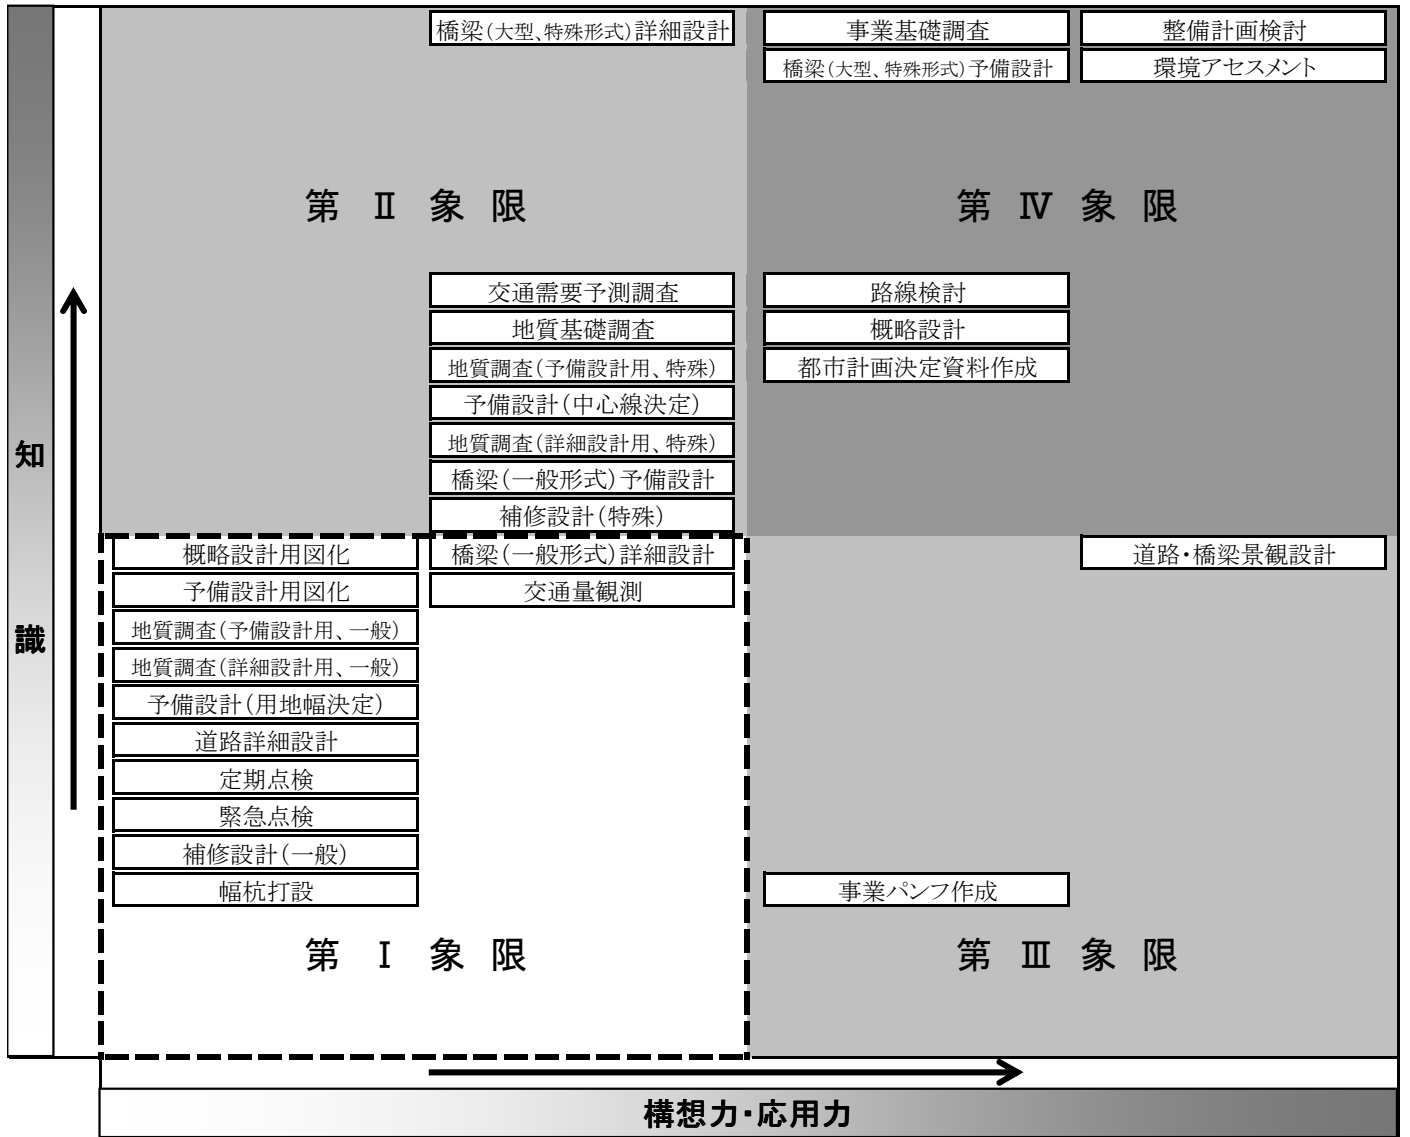 橋梁(大型、特殊形式)詳細設計
事業基礎調査
整備計画検討
橋梁(大型、特殊形式)予備設計
環境アセスメント
第 Ⅱ 象 限
第 Ⅳ 象 限
交通需要予測調査
地質基礎調査
地質調査(予備設計用、特殊)
予備設計(中心線決定)
地質調査(詳細設計用、特殊)
橋梁(一般形式)予備設計
補修設計(特殊)
路線検討
概略設計
都市計画決定資料作成
知識
概略設計用図化
予備設計用図化
地質調査(予備設計用、一般)
地質調査(詳細設計用、一般)
予備設計(用地幅決定)
道路詳細設計
定期点検
緊急点検
補修設計(一般)
幅杭打設
橋梁(一般形式)詳細設計
交通量観測
道路・橋梁景観設計
事業パンフ作成
第 Ⅰ 象 限
第 Ⅲ 象 限
構想力・応用力